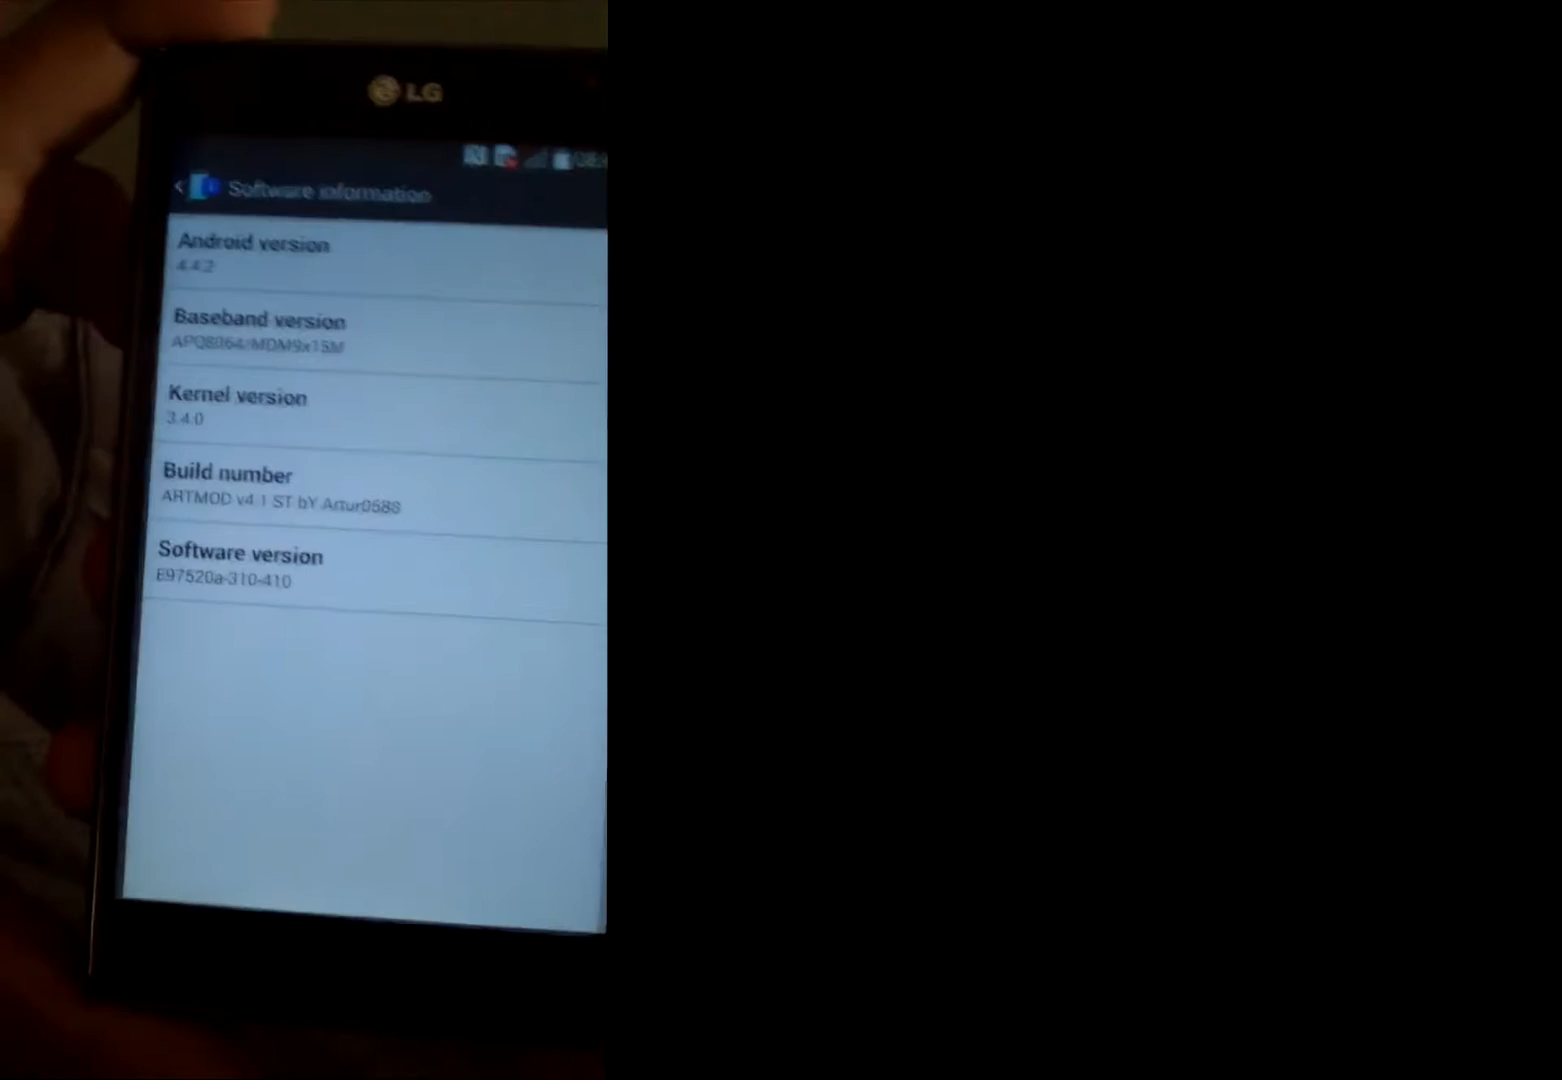 LG
Software information
Android version
4.4.2
Baseband version
APQ8064/MDM9x15M
Kernel version
3.4.0
Build number
ARTMOD v4.1 ST bY Artur0588
Software version
E97520a-310-410